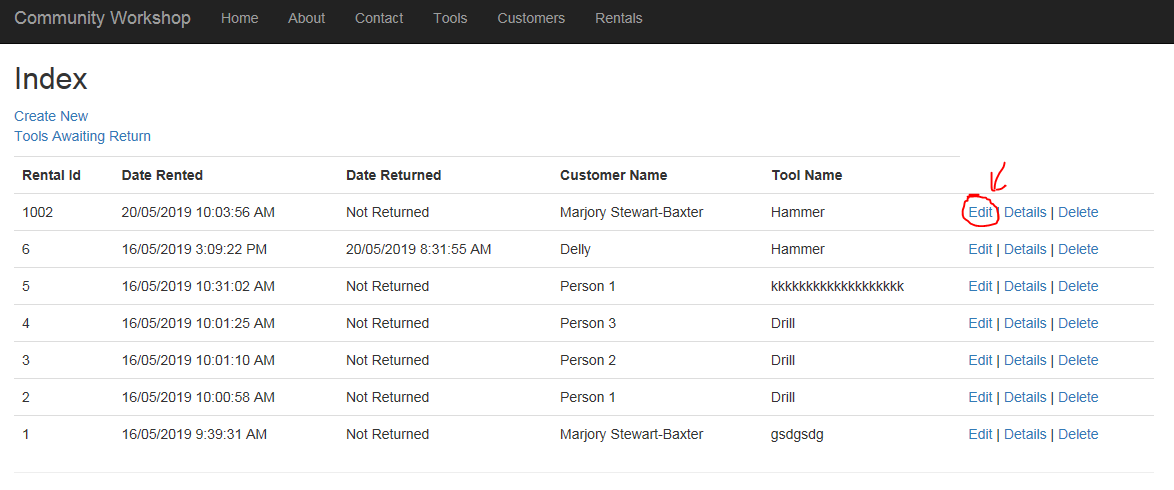 Community Workshop Home About Contact Tools Customers Rentals
Index
Create New
Tools Awaiting Return
Rental Id Date Rented Date Returned Customer Name Tool Name
1002 20/05/2019 10:03:56 AM Not Returned Marjory Stewart-Baxter Hammer Edit | Details | Delete
6 16/05/2019 3:09:22 PM 20/05/2019 8:31:55 AM Delly Hammer Edit | Details | Delete
5 16/05/2019 10:31:02 AM Not Returned Person 1 kkkkkkkkkkkkkkkkkkk Edit | Details | Delete
4 16/05/2019 10:01:25 AM Not Returned Person 3 Drill Edit | Details | Delete
3 16/05/2019 10:01:10 AM Not Returned Person 2 Drill Edit | Details | Delete
2 16/05/2019 10:00:58 AM Not Returned Person 1 Drill Edit | Details | Delete
1 16/05/2019 9:39:31 AM Not Returned Marjory Stewart-Baxter gsdgsdg Edit | Details | Delete